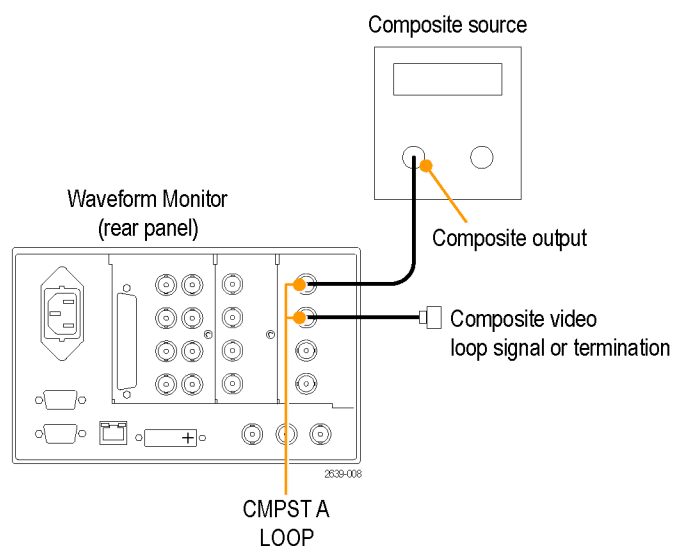 Composite source
Waveform Monitor
(rear panel)
Composite output
Composite video
loop signal or termination
2639-008
CMPST A
LOOP